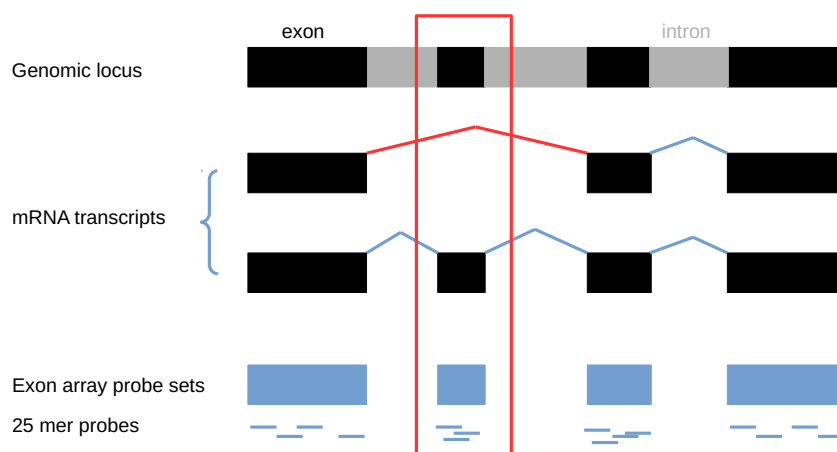 exon
intron
Genomic locus
mRNA transcripts
Exon array probe sets
25 mer probes